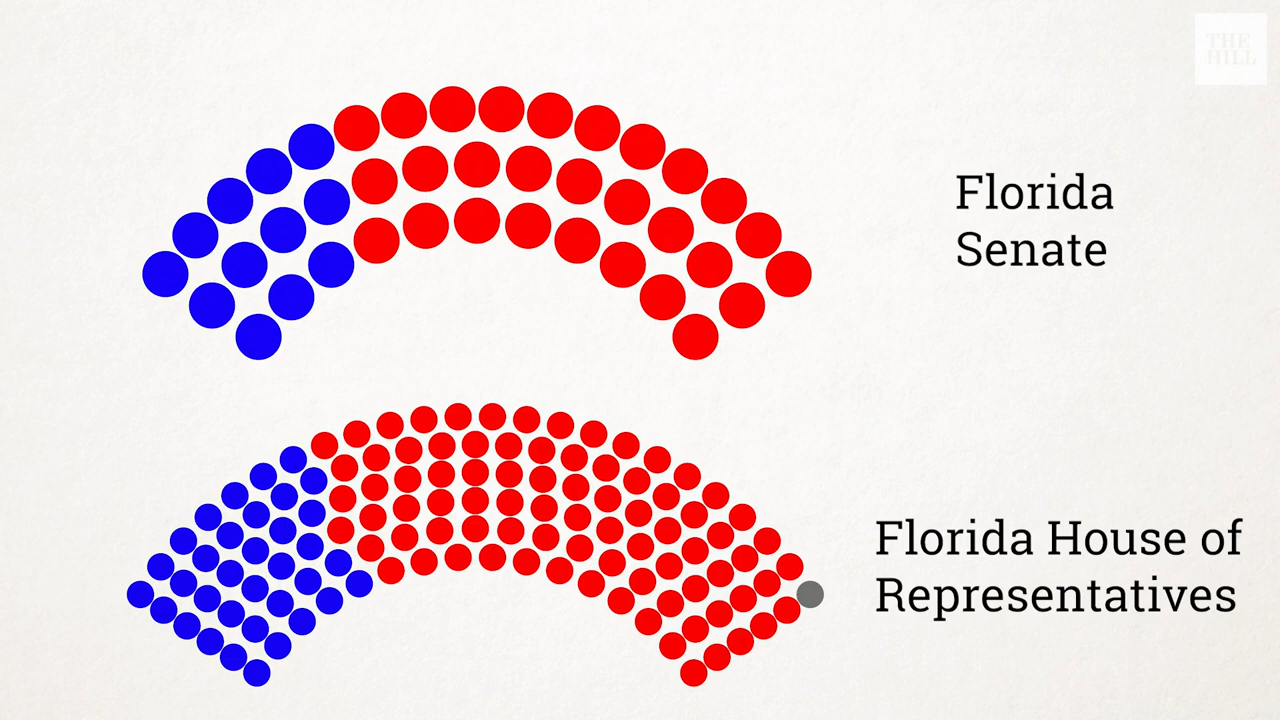 THE
HILL
Florida
Senate
Florida House of
Representatives